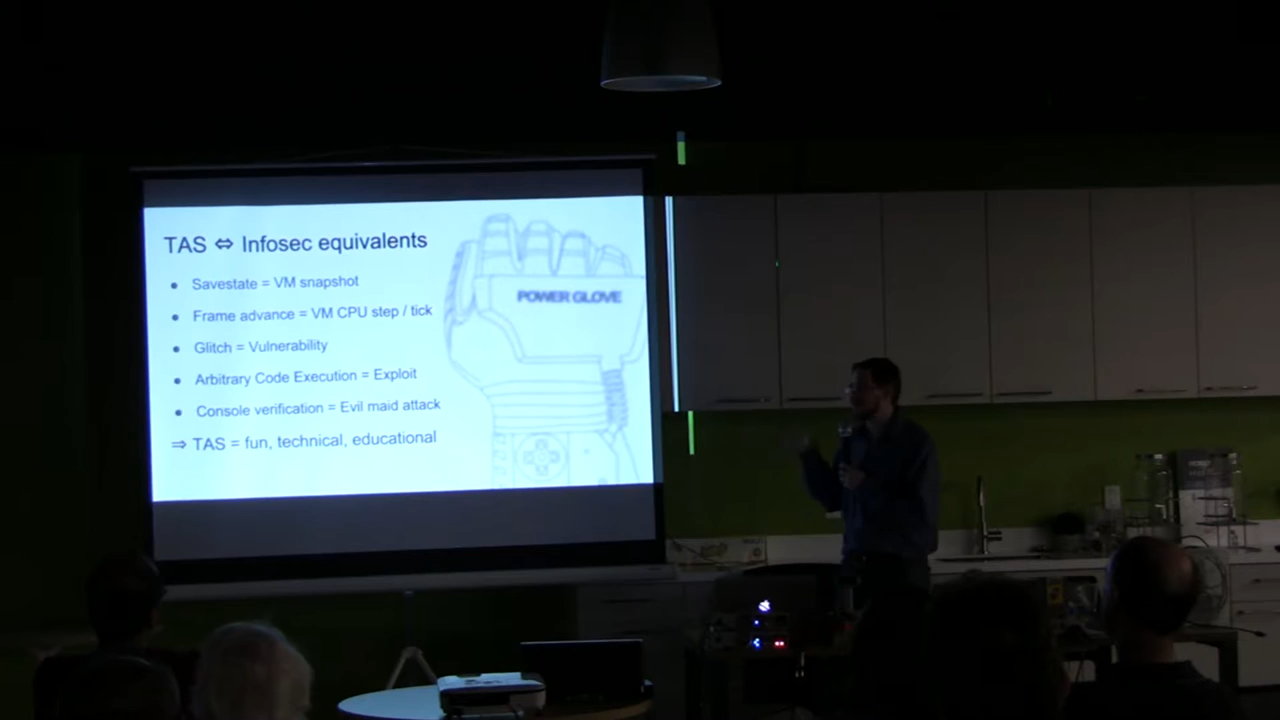 TAS ⇔ Infosec equivalents
● Savestate = VM snapshot
● Frame advance = VM CPU step / tick
● Glitch = Vulnerability
● Arbitrary Code Execution = Exploit
● Console verification = Evil maid attack
⇒ TAS = fun, technical, educational
POWER GLOVE